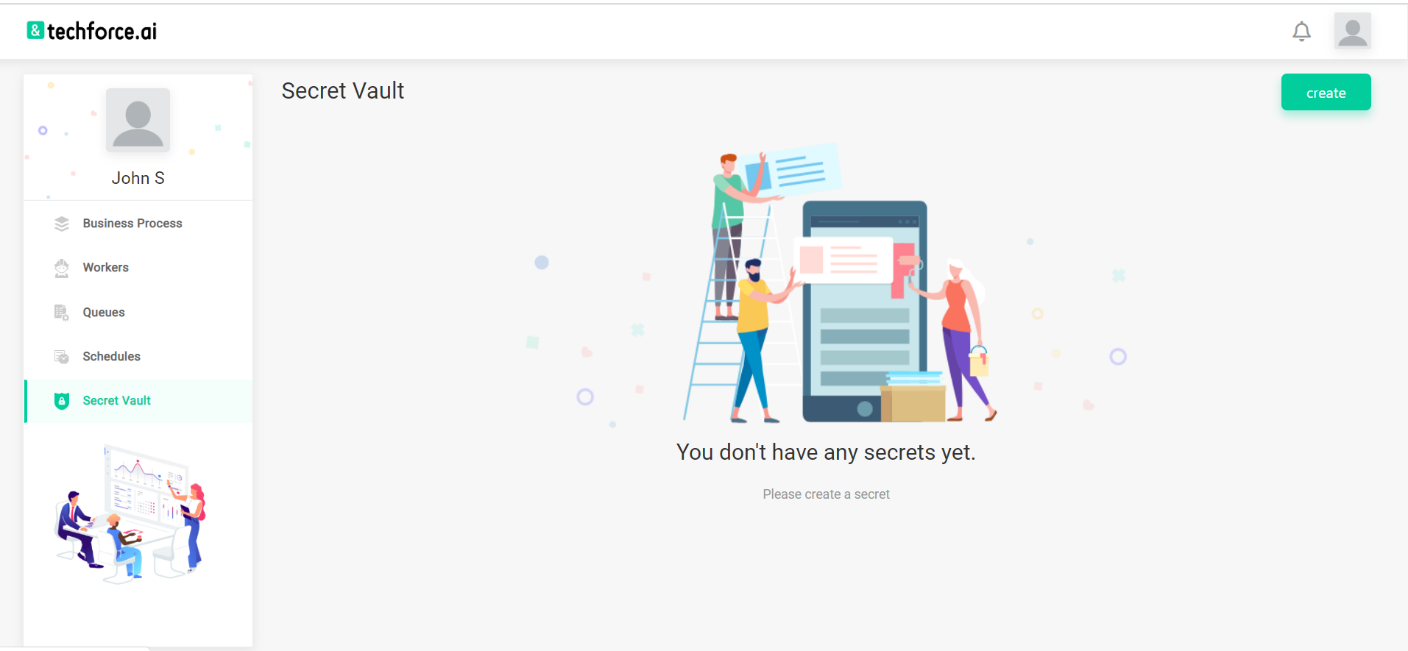 & techforce.ai
Secret Vault
create
John S
Business Process
Workers
Queues
Schedules
Secret Vault
You don't have any secrets yet.
Please create a secret